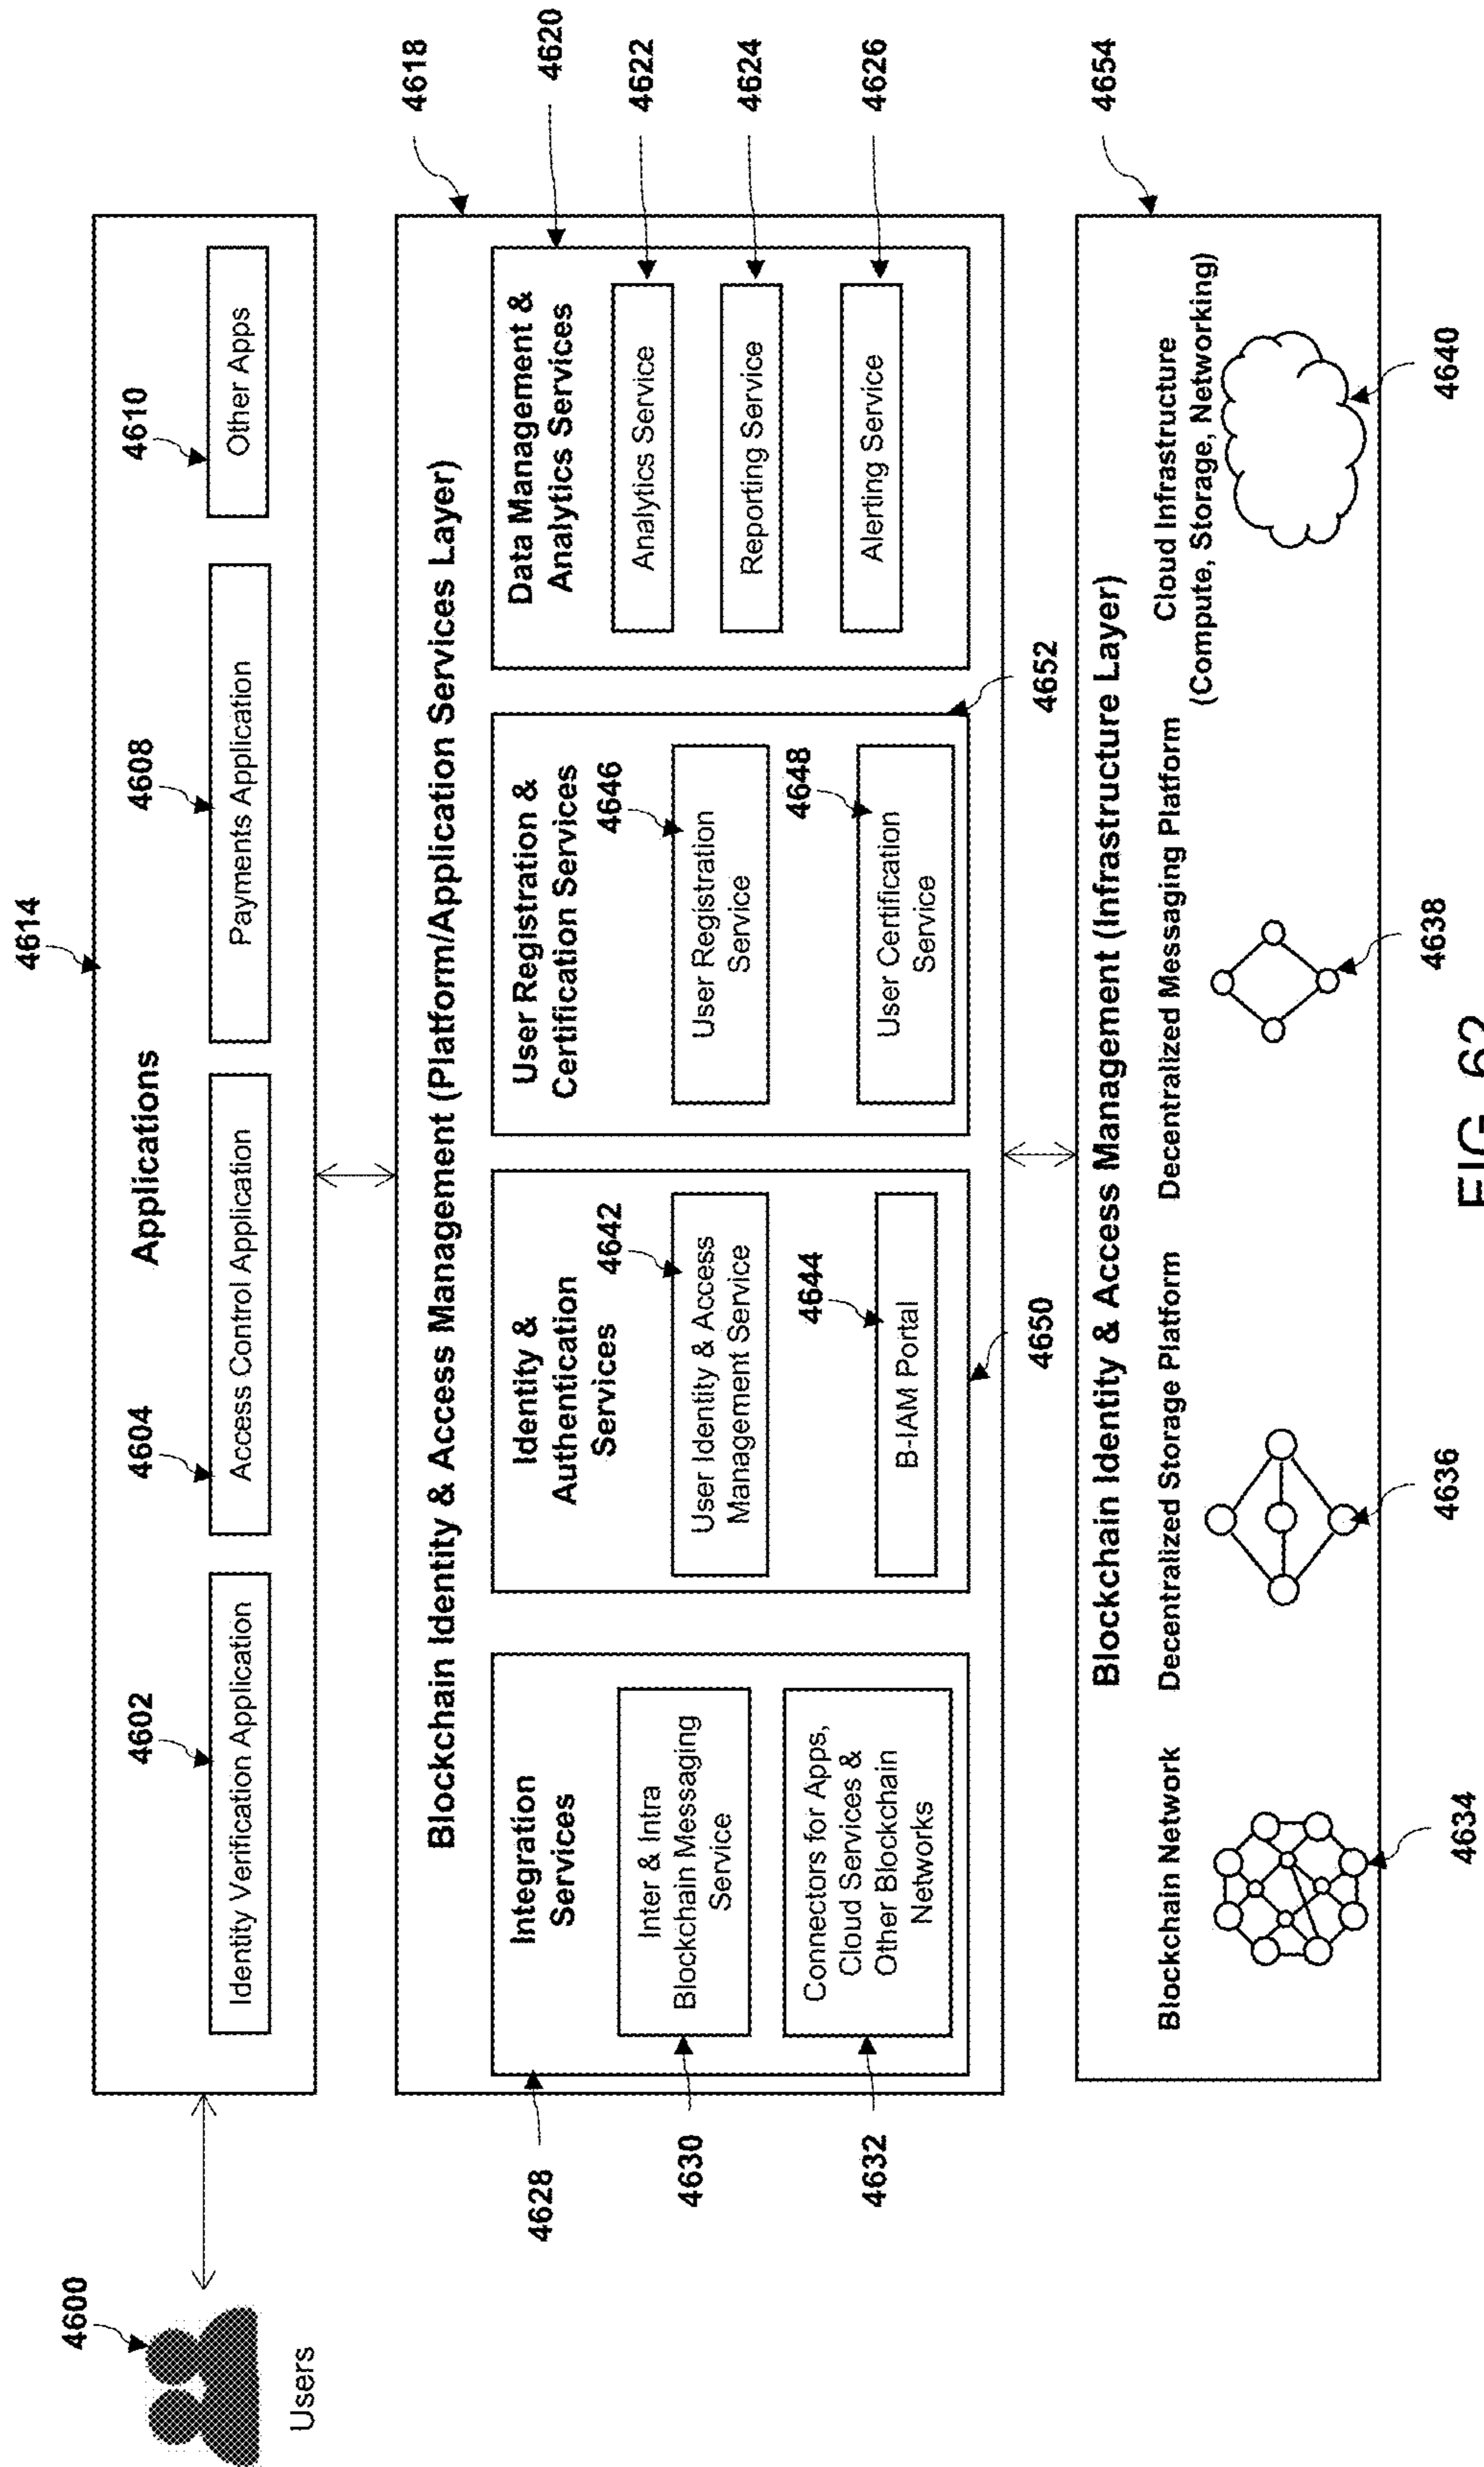 4614
4600
Users
Applications
4602
Identity Verification Application
4604
Access Control Application
4608
Payments Application
4610
Other Apps
4618
Blockchain Identity & Access Management (Platform/Application Services Layer)
4620
4628
Integration
Services
4630
Inter & Intra
Blockchain Messaging
Service
4632
Connectors for Apps,
Cloud Services &
Other Blockchain
Networks
Identity &
Authentication
Services
4642
User Identity & Access
Management Service
4644
B-IAM Portal
4650
User Registration &
Certification Services
4646
User Registration
Service
4648
User Certification
Service
4652
Data Management &
Analytics Services
Analytics Service
4622
Reporting Service
4624
Alerting Service
4626
4654
Blockchain Identity & Access Management (Infrastructure Layer)
Blockchain Network
4634
Decentralized Storage Platform
4636
Decentralized Messaging Platform
4638
Cloud Infrastructure
(Compute, Storage, Networking)
4640